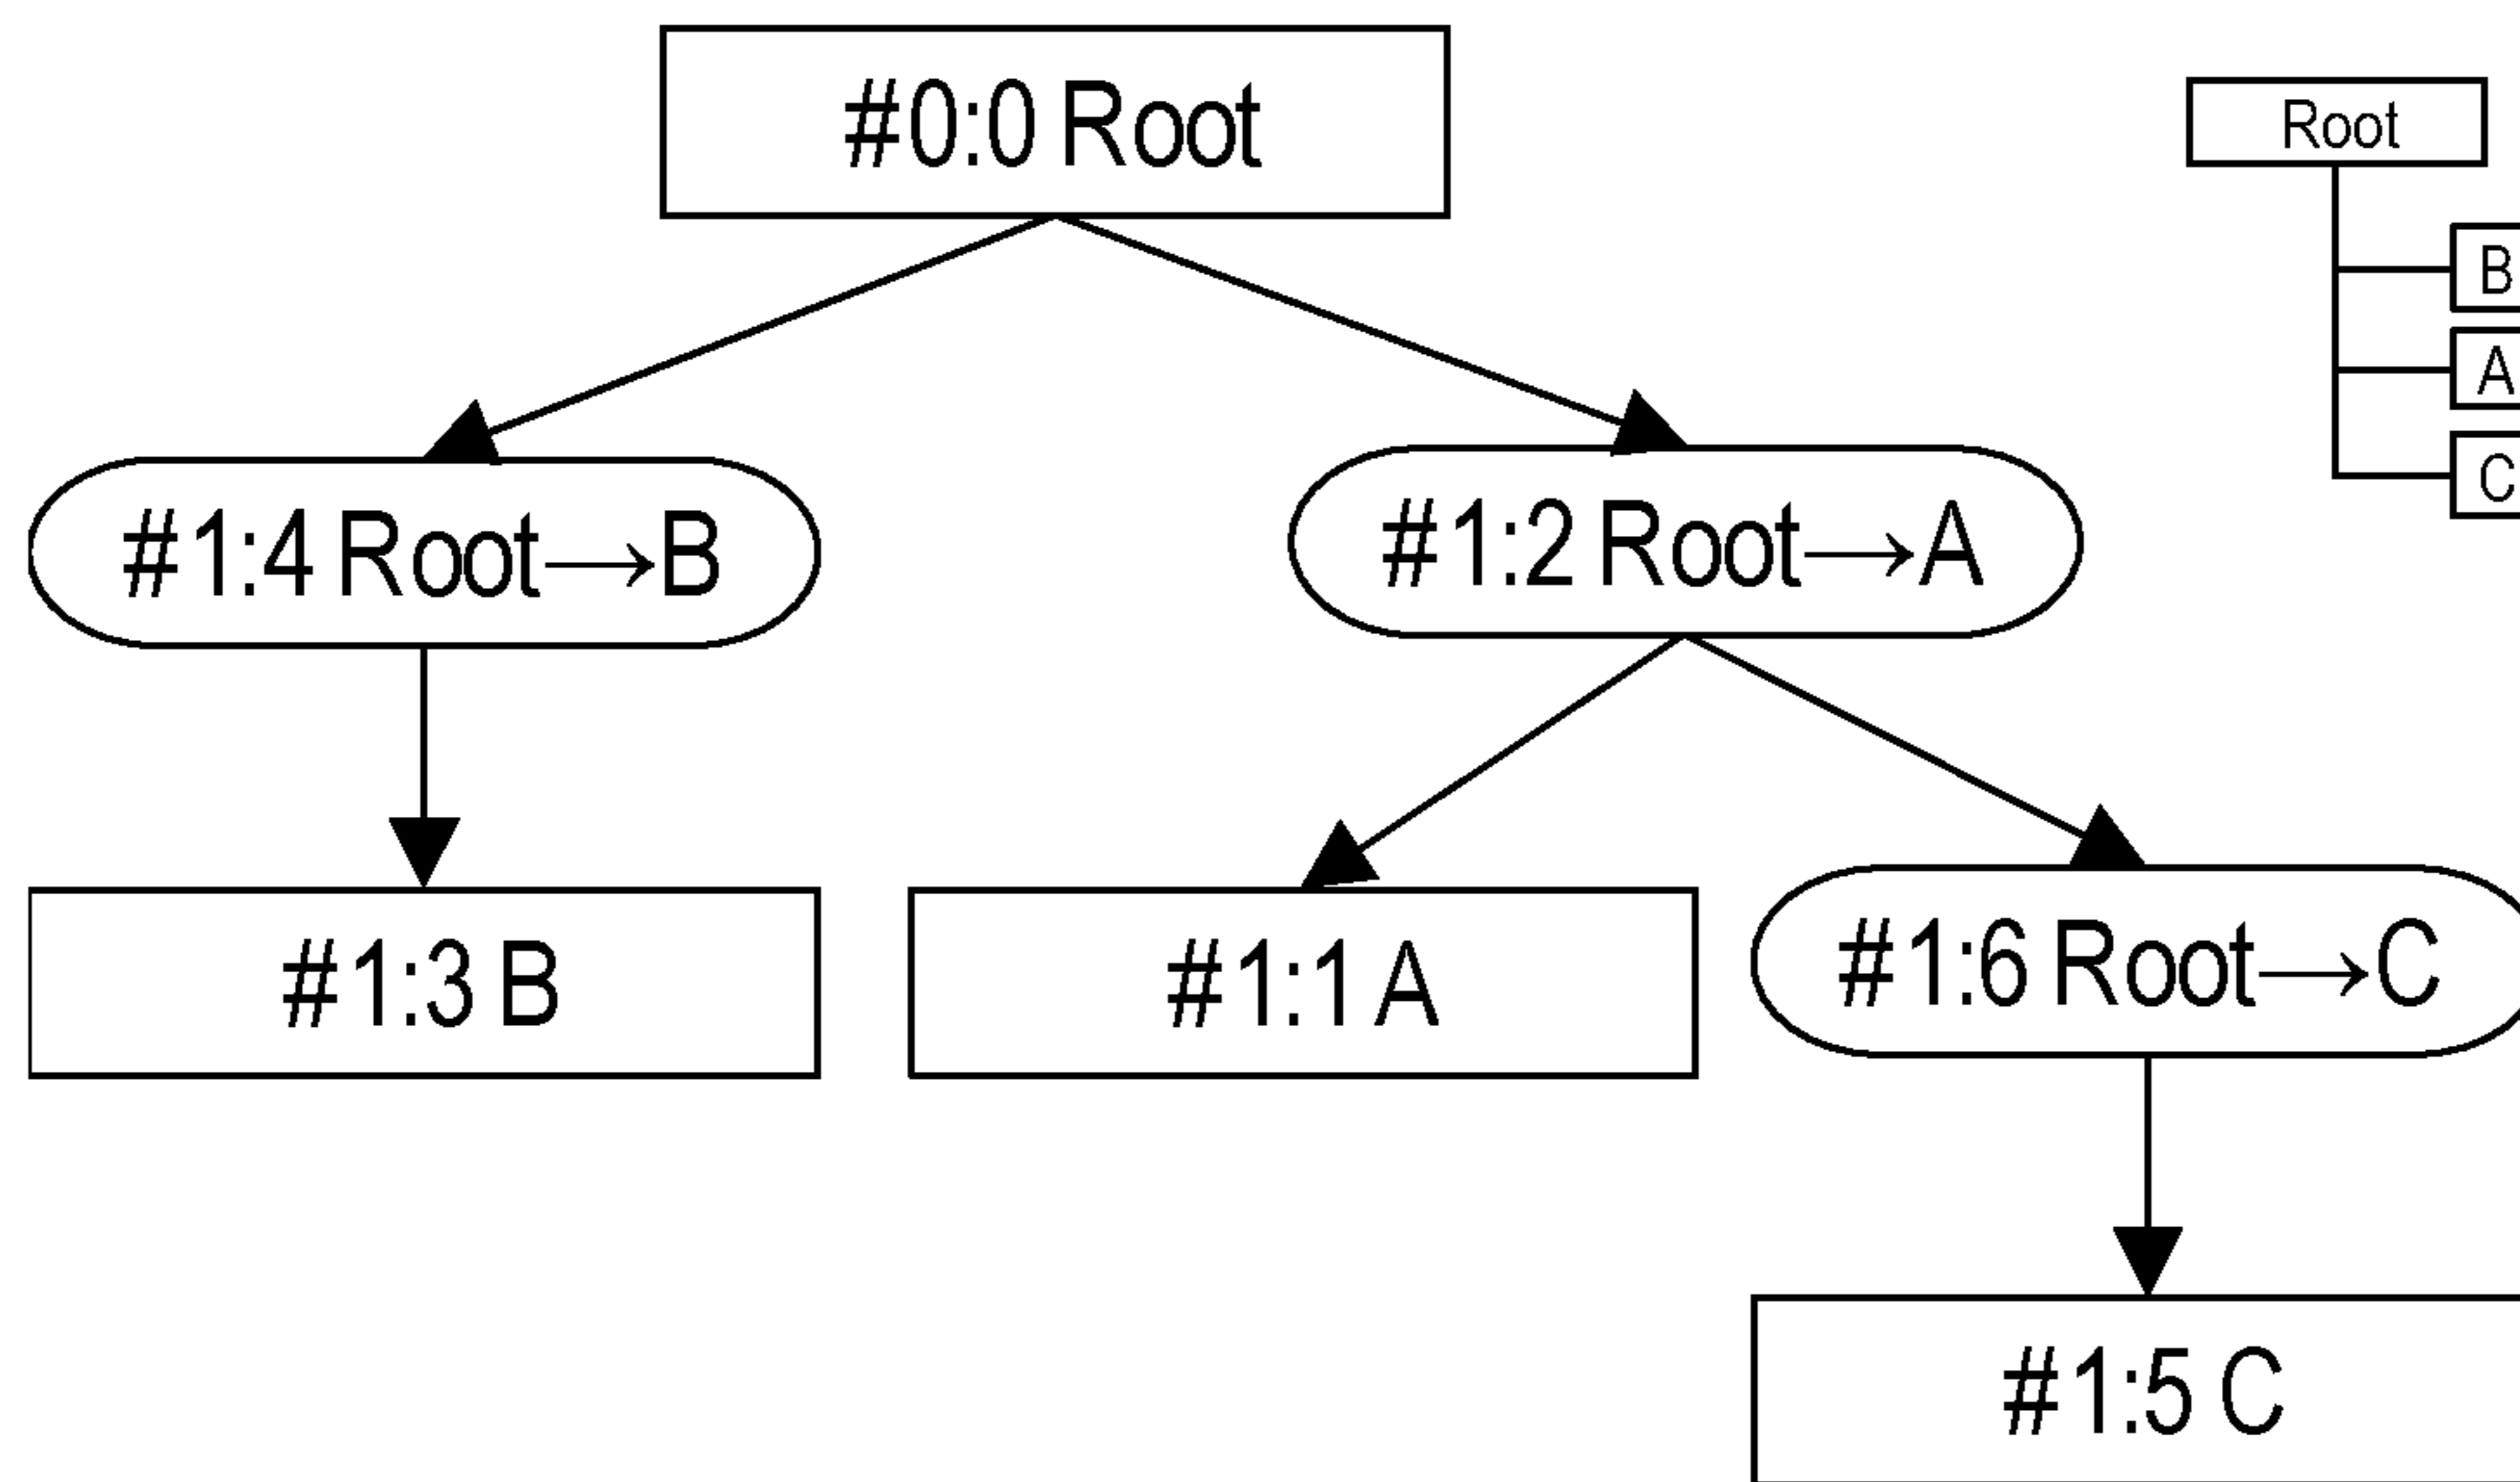 #0:0 Root
Root
B
A
C
#1:4 Root→B
#1:2 Root→A
#1:3 B
#1:1 A
#1:6 Root→C
#1:5 C